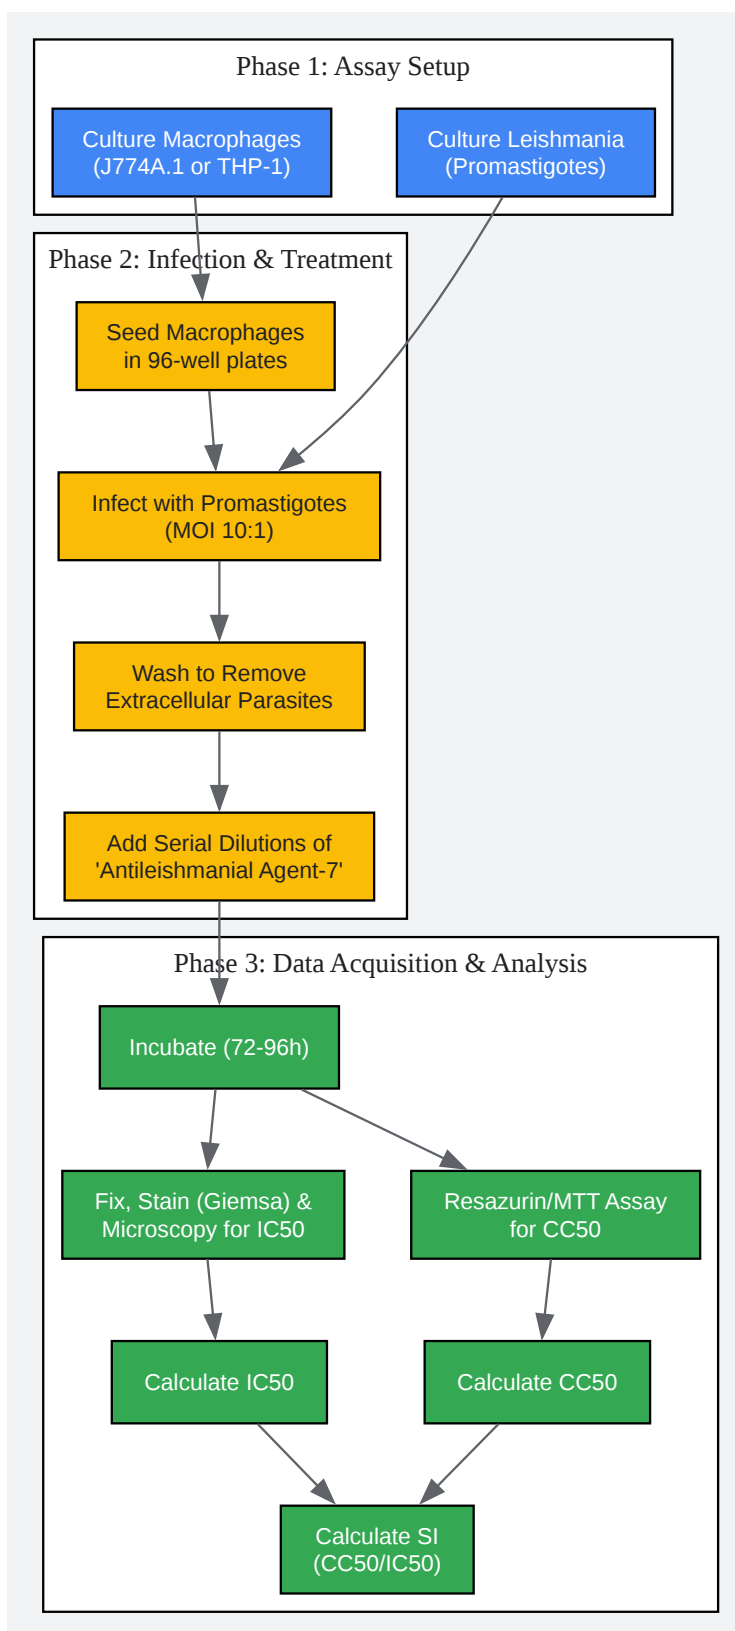 Phase 1: Assay Setup
Culture Macrophages
(J774A.1 or THP-1)
Culture Leishmania
(Promastigotes)
Phase 2: Infection & Treatment
Seed Macrophages
in 96-well plates
Infect with Promastigotes
(MOI 10:1)
Wash to Remove
Extracellular Parasites
Add Serial Dilutions of
'Antileishmanial Agent-7'
Phase 3: Data Acquisition & Analysis
Incubate (72-96h)
Fix, Stain (Giemsa) &
Microscopy for IC50
Resazurin/MTT Assay
for CC50
Calculate IC50
Calculate CC50
Calculate SI
(CC50/IC50)